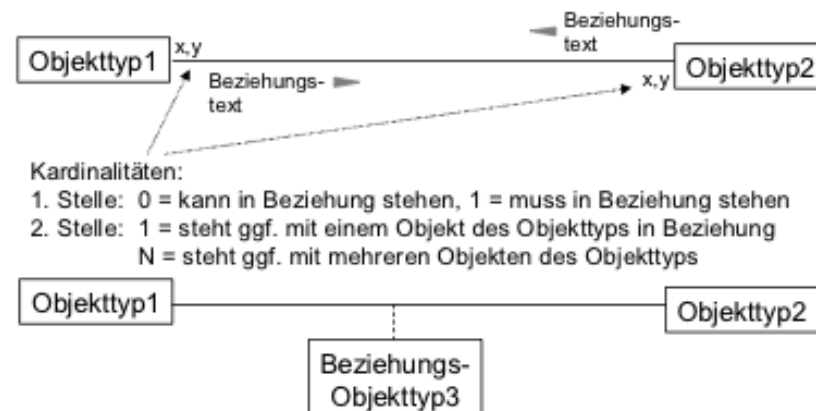 Beziehungs-
text
x,y
Objekttyp1
Objekttyp2
Beziehungs-
text
x,y
Kardinalitäten:
1. Stelle: 0 = kann in Beziehung stehen, 1 = muss in Beziehung stehen
2. Stelle: 1 = steht ggf. mit einem Objekt des Objekttyps in Beziehung
N = steht ggf. mit mehreren Objekten des Objekttyps
Objekttyp1
Objekttyp2
Beziehungs-
Objekttyp3